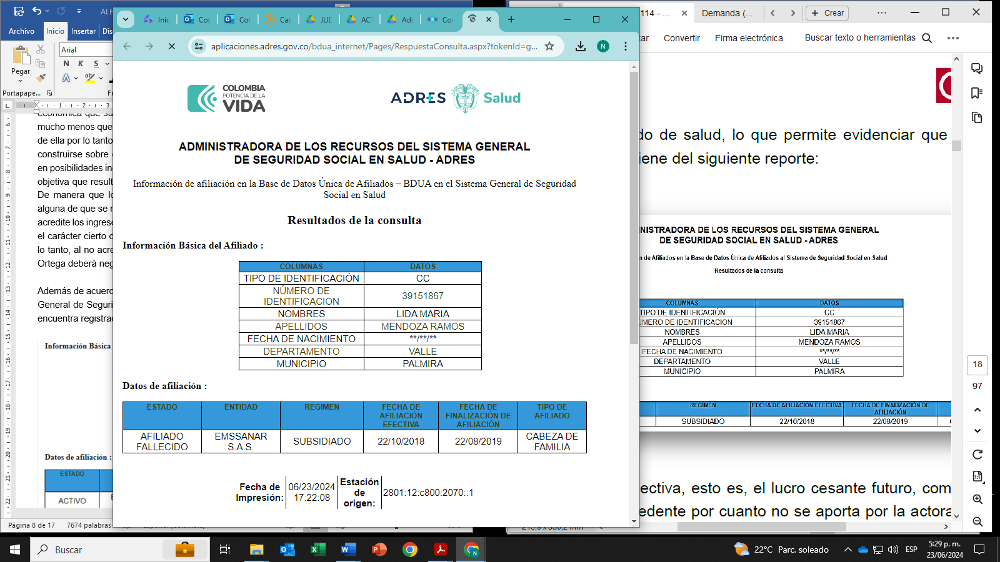 Inic
Cor
Cor
Cas
JUD
ACT
Adr
Cor
aplicaciones.adres.gov.co/bdua_internet/Pages/RespuestaConsulta.aspx?tokenId=g...
N
COLOMBIA
POTENCIA DE LA
VIDA
ADRES
Salud
ADMINISTRADORA DE LOS RECURSOS DEL SISTEMA GENERAL
DE SEGURIDAD SOCIAL EN SALUD - ADRES
Información de afiliación en la Base de Datos Única de Afiliados – BDUA en el Sistema General de Seguridad
Social en Salud
Resultados de la consulta
Información Básica del Afiliado :
COLUMNAS DATOS
TIPO DE IDENTIFICACIÓN CC
NÚMERO DE
IDENTIFICACION 39151867
NOMBRES LIDA MARIA
APELLIDOS MENDOZA RAMOS
FECHA DE NACIMIENTO **/**/**
DEPARTAMENTO VALLE
MUNICIPIO PALMIRA
Datos de afiliación :
ESTADO ENTIDAD REGIMEN FECHA DE AFILIACIÓN EFECTIVA FECHA DE FINALIZACIÓN DE AFILIACIÓN TIPO DE AFILIADO
AFILIADO FALLECIDO EMSSANAR S.A.S. SUBSIDIADO 22/10/2018 22/08/2019 CABEZA DE FAMILIA
Fecha de Impresión: 06/23/2024 17:22:08 Estación de origen: 2801:12:c800:2070::1
ALE
Archivo Inicio Insertar Dis
Arial
Pegar
N K S
Portapape...
1 2 3
mucho menos que
de ella por lo tanto
construirse sobre
en posibilidades in
objetiva que result
De manera que lo
alguna de que se r
acredite los ingres
el carácter cierto
lo tanto, al no acre
Ortega deberá neg
Además de acuerd
General de Seguri
encuentra registra
Información Básica
Datos de afiliación :
ESTADO
ACTIVO
Página 8 de 17 7674 palabras
114 - ...
Demanda (...
Crear
tar Convertir Firma electrónica Buscar texto o herramientas
do de salud, lo que permite evidenciar que
iene del siguiente reporte:
NISTRADORA DE LOS RECURSOS DEL SISTEMA GENERAL
DE SEGURIDAD SOCIAL EN SALUD - ADRES
n de Afiliados en la Base de Datos Única de Afiliados al Sistema de Seguridad Social en Salud
Resultados de la consulta
COLUMNAS DATOS
TIPO DE IDENTIFICACIÓN CC
ÚMERO DE IDENTIFICACION 39151867
NOMBRES LIDA MARIA
APELLIDOS MENDOZA RAMOS
FECHA DE NACIMIENTO **/**/**
DEPARTAMENTO VALLE
MUNICIPIO PALMIRA
REGIMEN FECHA DE AFILIACIÓN EFECTIVA FECHA DE FINALIZACIÓN DE AFILIACIÓN
SUBSIDIADO 22/10/2018 22/08/2019
ectiva, esto es, el lucro cesante futuro, com
edente por cuanto no se aporta por la actora
18
97
Buscar
22°C Parc. soleado
ESP
5:29 p. m.
23/06/2024